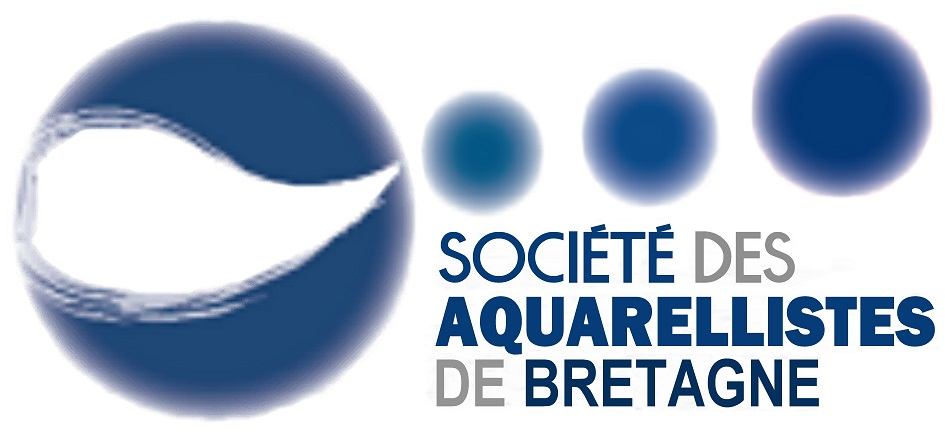 SOCIÉTÉ DES
AQUARELLISTES
DE BRETAGNE